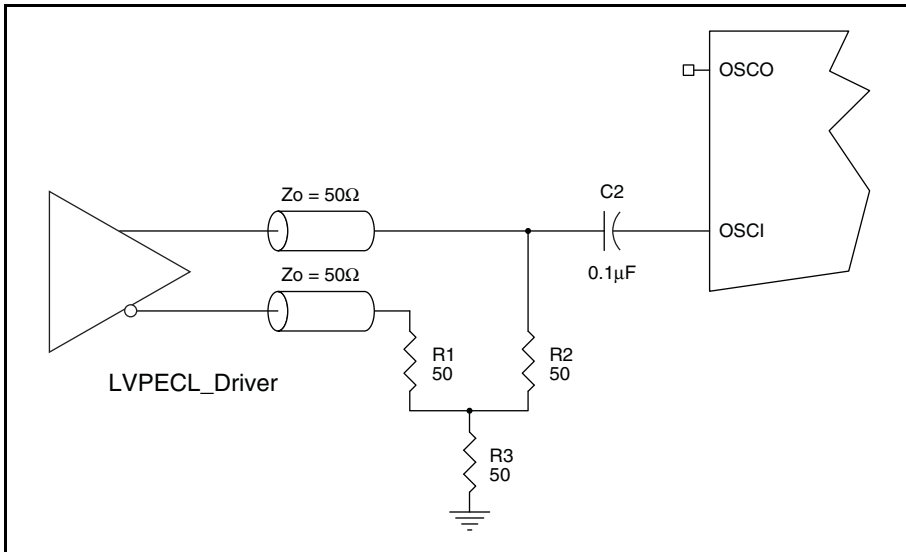 OSCO
Zo = 50Ω
C2
OSCI
0.1µF
Zo = 50Ω
R1
50
R2
50
LVPECL_Driver
R3
50